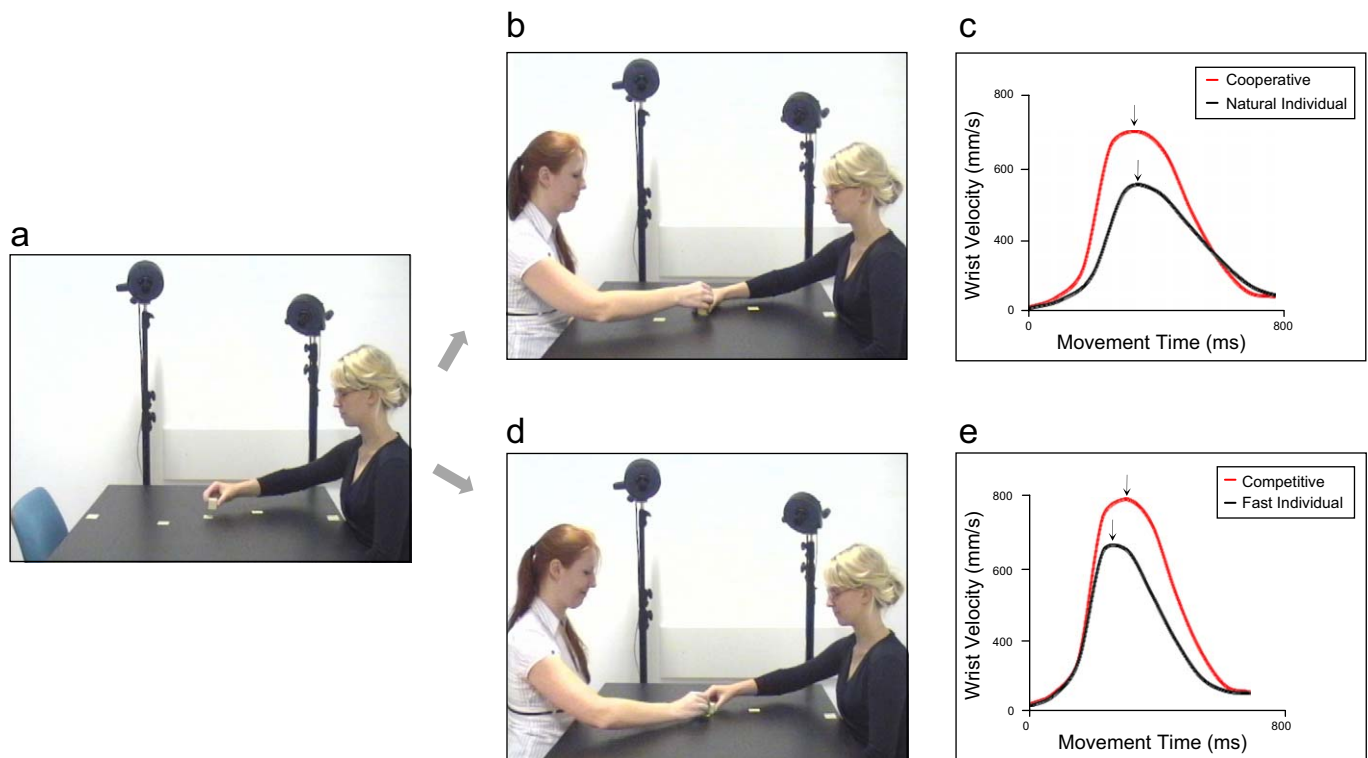 a
b
c
Cooperative
Natural Individual
800
600
400
0
Wrist Velocity (mm/s)
0
800
Movement Time (ms)
d
e
Competitive
Fast Individual
800
600
400
0
Wrist Velocity (mm/s)
0
800
Movement Time (ms)